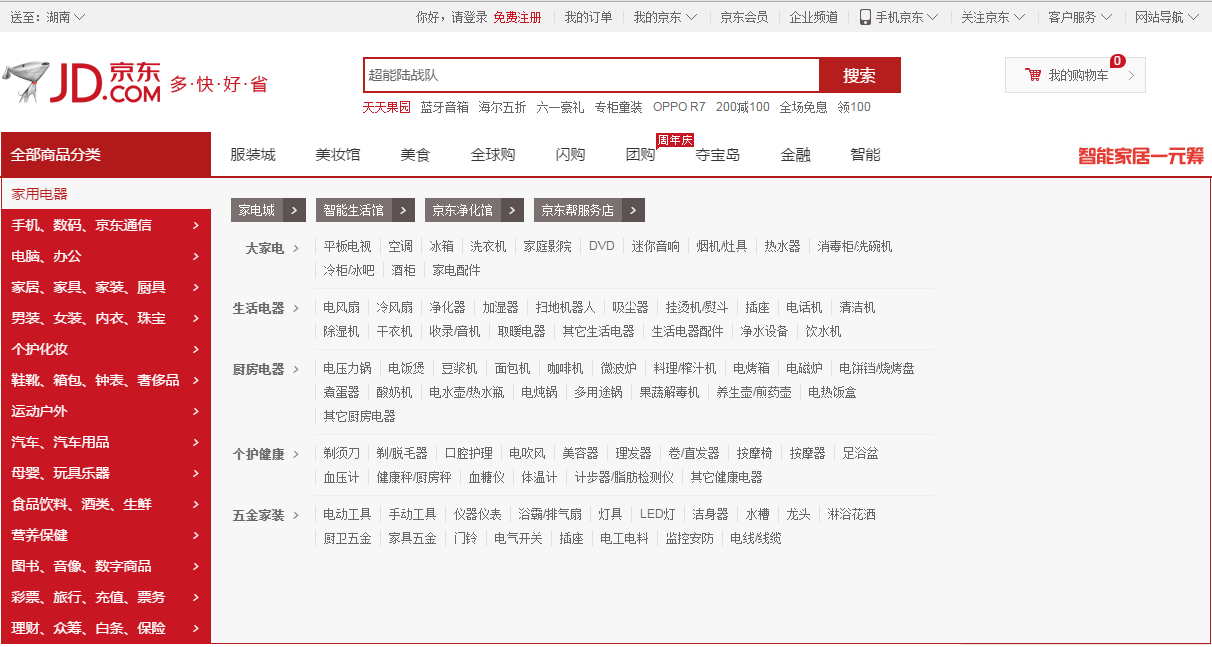 送至：湖南
你好，请登录 免费注册 我的订单 我的京东 京东会员 企业频道 手机京东 关注京东 客户服务 网站导航
JD.COM 京东 多·快·好·省
超能陆战队 搜索
我的购物车 0
天天果园 蓝牙音箱 海尔五折 六一豪礼 专柜童装 OPPO R7 200减100 全场免息 领100
全部商品分类 服装城 美妆馆 美食 全球购 闪购 团购 周年庆 夺宝岛 金融 智能 智能家居一元筹
家用电器
手机、数码、京东通信 >
电脑、办公 >
家居、家具、家装、厨具 >
男装、女装、内衣、珠宝 >
个护化妆 >
鞋靴、箱包、钟表、奢侈品 >
运动户外 >
汽车、汽车用品 >
母婴、玩具乐器 >
食品饮料、酒类、生鲜 >
营养保健 >
图书、音像、数字商品 >
彩票、旅行、充值、票务 >
理财、众筹、白条、保险 >
家电城 > 智能生活馆 > 京东净化馆 > 京东帮服务店 >
大家电 > 平板电视 空调 冰箱 洗衣机 家庭影院 DVD 迷你音响 烟机/灶具 热水器 消毒柜/洗碗机
冷柜/冰吧 酒柜 家电配件
生活电器 > 电风扇 冷风扇 净化器 加湿器 扫地机器人 吸尘器 挂烫机/熨斗 插座 电话机 清洁机
除湿机 干衣机 收录/音机 取暖电器 其它生活电器 生活电器配件 净水设备 饮水机
厨房电器 > 电压力锅 电饭煲 豆浆机 面包机 咖啡机 微波炉 料理/榨汁机 电烤箱 电磁炉 电饼铛/烧烤盘
煮蛋器 酸奶机 电水壶/热水瓶 电炖锅 多用途锅 果蔬解毒机 养生壶/煎药壶 电热饭盒
其它厨房电器
个护健康 > 剃须刀 剃/脱毛器 口腔护理 电吹风 美容器 理发器 卷/直发器 按摩椅 按摩器 足浴盆
血压计 健康秤/厨房秤 血糖仪 体温计 计步器/脂肪检测仪 其它健康电器
五金家装 > 电动工具 手动工具 仪器仪表 浴霸/排气扇 灯具 LED灯 洁身器 水槽 龙头 淋浴花洒
厨卫五金 家具五金 门铃 电气开关 插座 电工电料 监控安防 电线/线缆